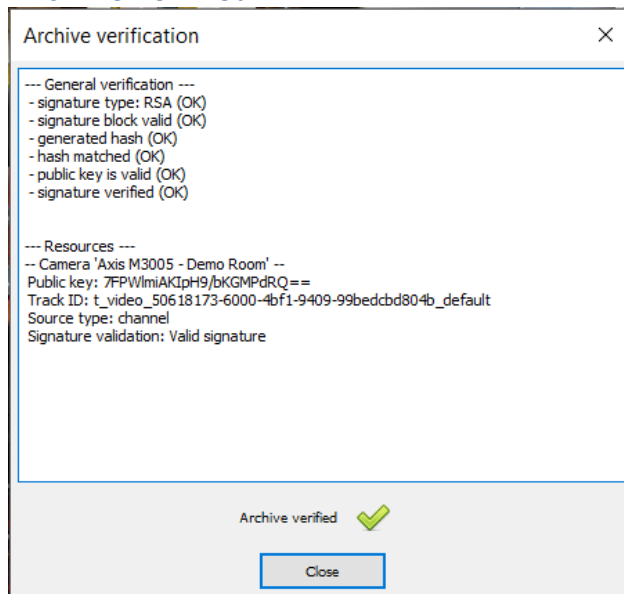 Archive verification
--- General verification ---
- signature type: RSA (OK)
- signature block valid (OK)
- generated hash (OK)
- hash matched (OK)
- public key is valid (OK)
- signature verified (OK)
--- Resources ---
-- Camera 'Axis M3005 - Demo Room' --
Public key: 7FPWlmiAKIpH9/bKGMPdRQ==
Track ID: t_video_50618173-6000-4bf1-9409-99bedcbd804b_default
Source type: channel
Signature validation: Valid signature
Archive verified
Close